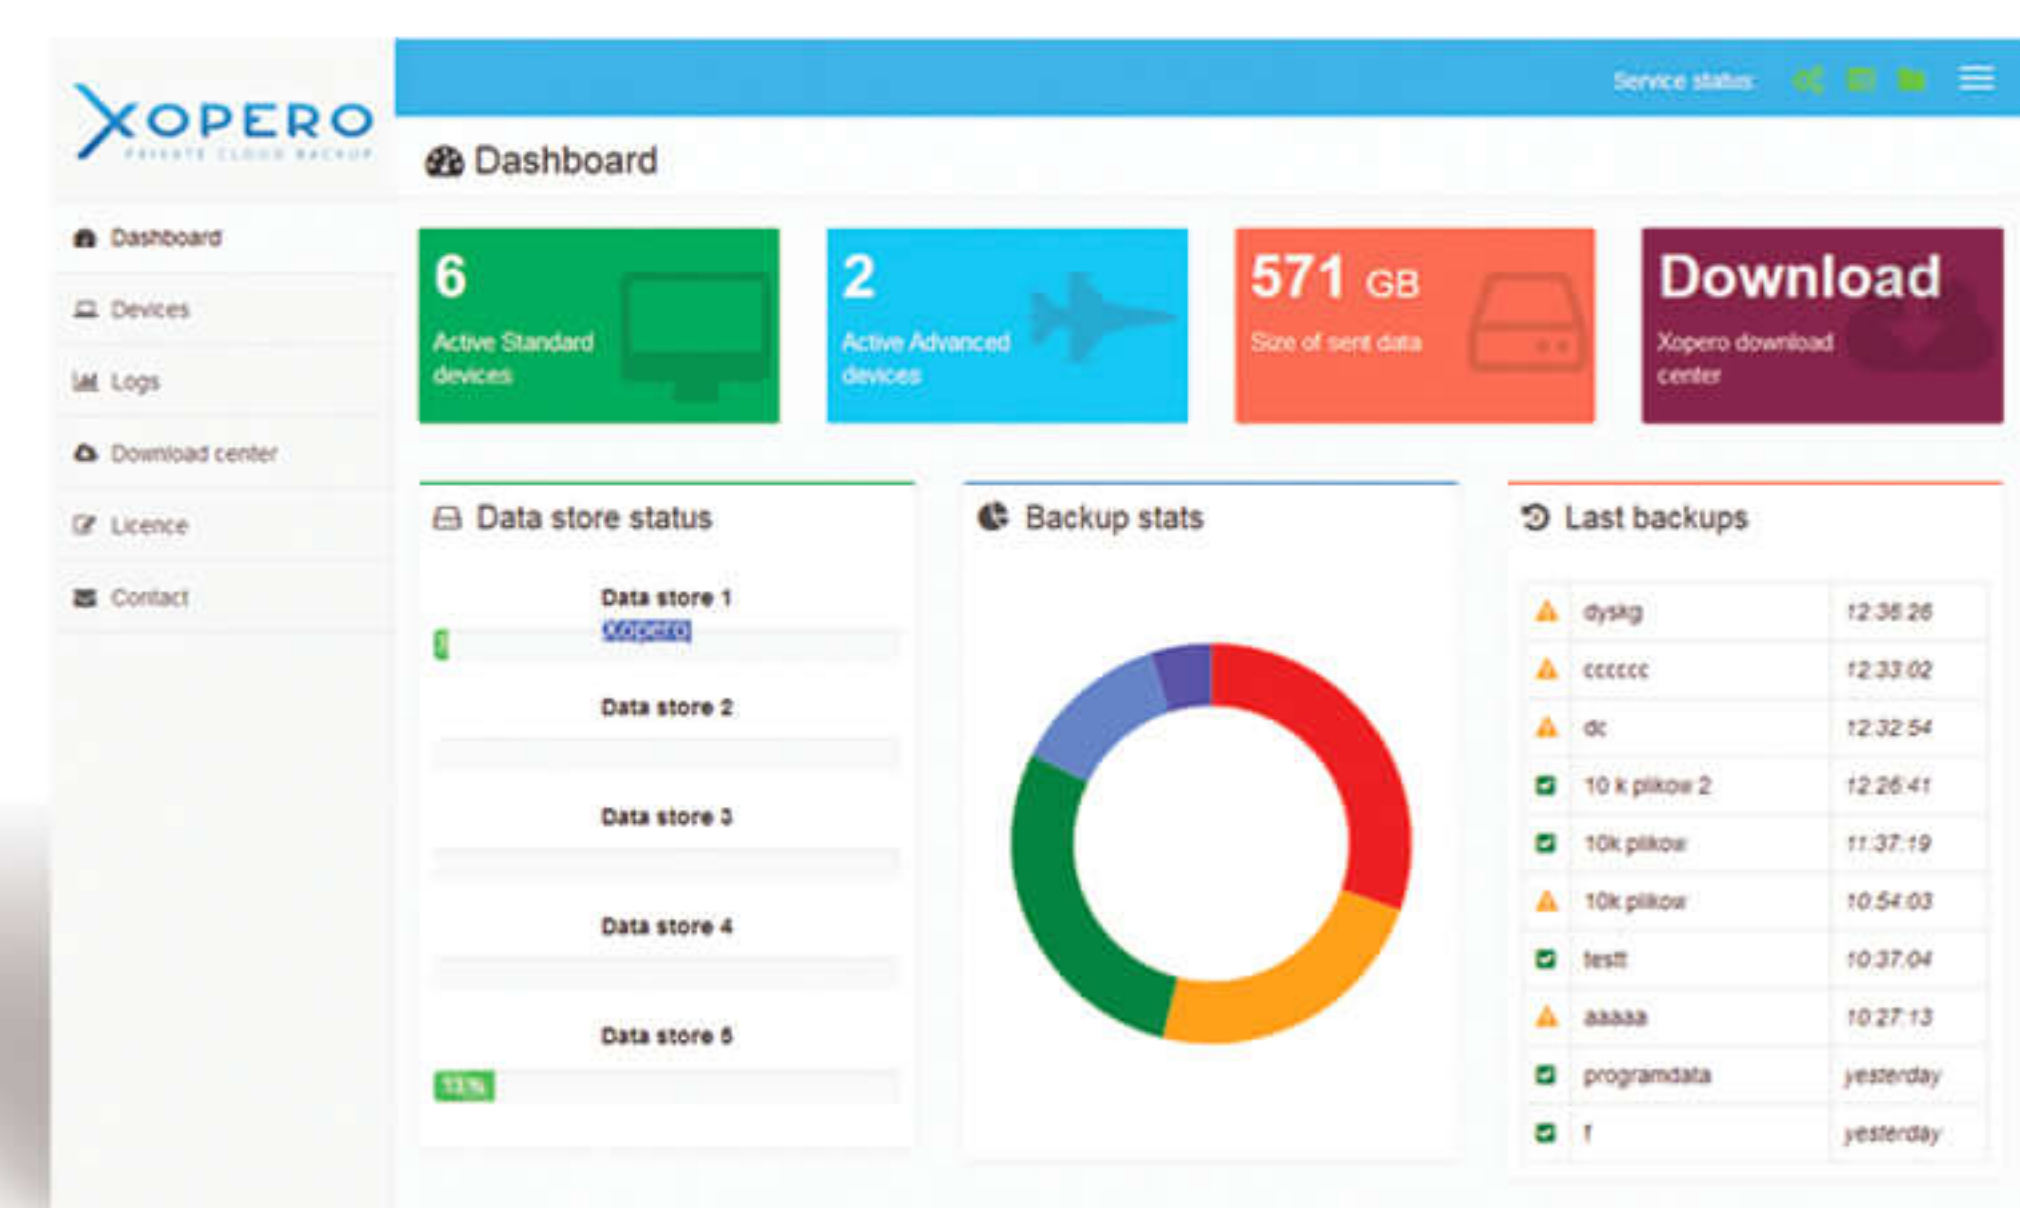 XOPERO
PRIVATE CLOUD BACKUP
Service status:
Dashboard
Dashboard
Devices
Logs
Download center
Licence
Contact
6
Active Standard
devices
2
Active Advanced
devices
571 GB
Size of sent data
Download
Xopero download
center
Data store status
Data store 1
Xopero
Data store 2
Data store 3
Data store 4
Data store 5
13%
Backup stats
Last backups
dyskg 12:36:26
cccccc 12:33:02
dc 12:32:54
10 k plikow 2 12:26:41
10k plikow 11:37:19
10k plikow 10:54:03
testt 10:37:04
aaaaa 10:27:13
programdata yesterday
f yesterday